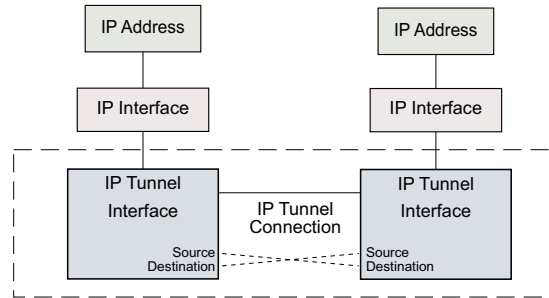 IP Address
IP Address
IP Interface
IP Interface
IP Tunnel
Interface
IP Tunnel
Interface
IP Tunnel
Connection
Source
Destination
Source
Destination